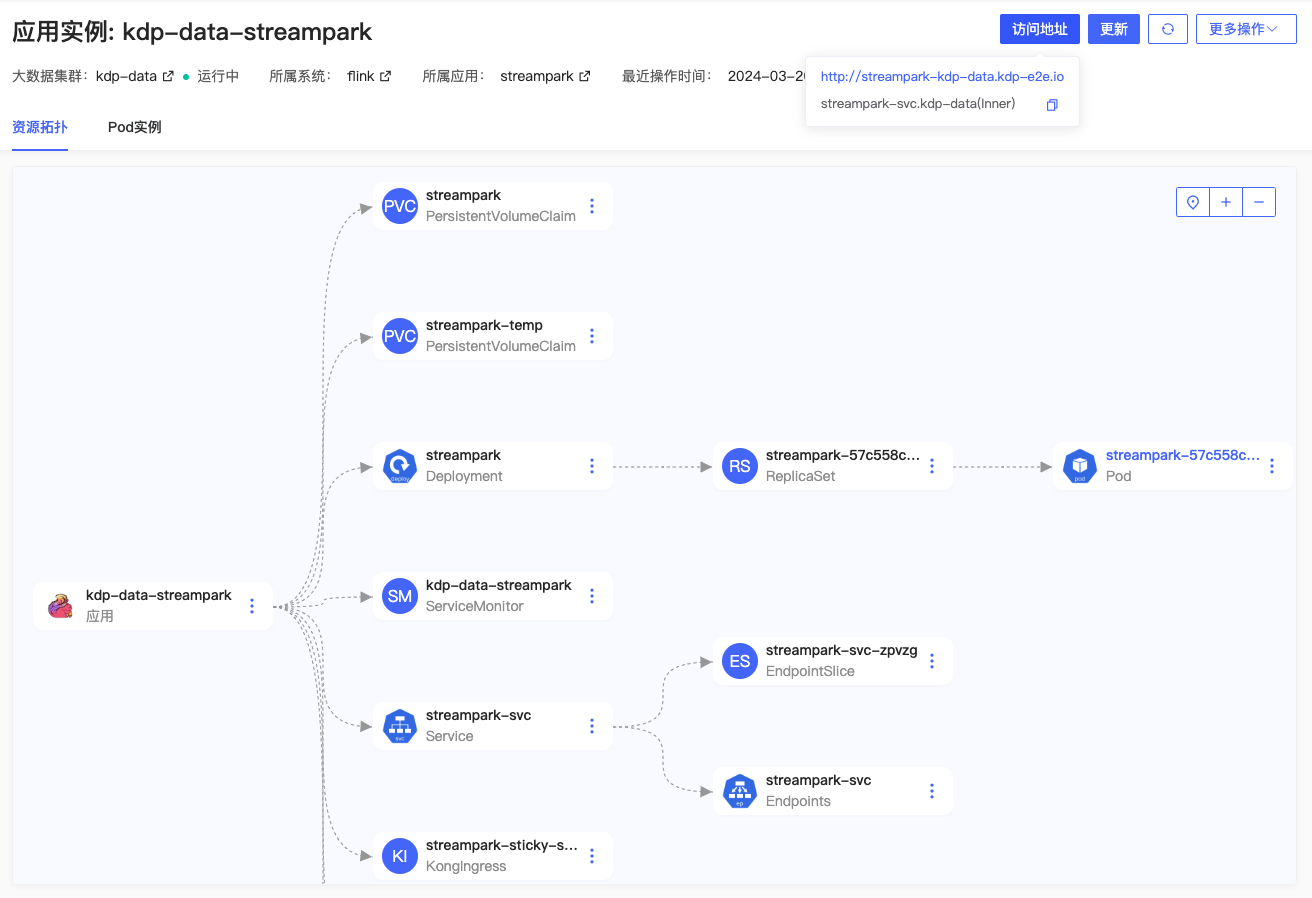 应用实例: kdp-data-streampark
访问地址
更新
更多操作
大数据集群: kdp-data 运行中 所属系统: flink 所属应用: streampark 最近操作时间: 2024-03-20
http://streampark-kdp-data.kdp-e2e.io
streampark-svc.kdp-data(Inner)
资源拓扑
Pod实例
PVC
streampark
PersistentVolumeClaim
PVC
streampark-temp
PersistentVolumeClaim
deploy
streampark
Deployment
RS
streampark-57c558c...
ReplicaSet
pod
streampark-57c558c...
Pod
kdp-data-streampark
应用
SM
kdp-data-streampark
ServiceMonitor
ES
streampark-svc-zpvzg
EndpointSlice
svc
streampark-svc
Service
ep
streampark-svc
Endpoints
KI
streampark-sticky-s...
KongIngress